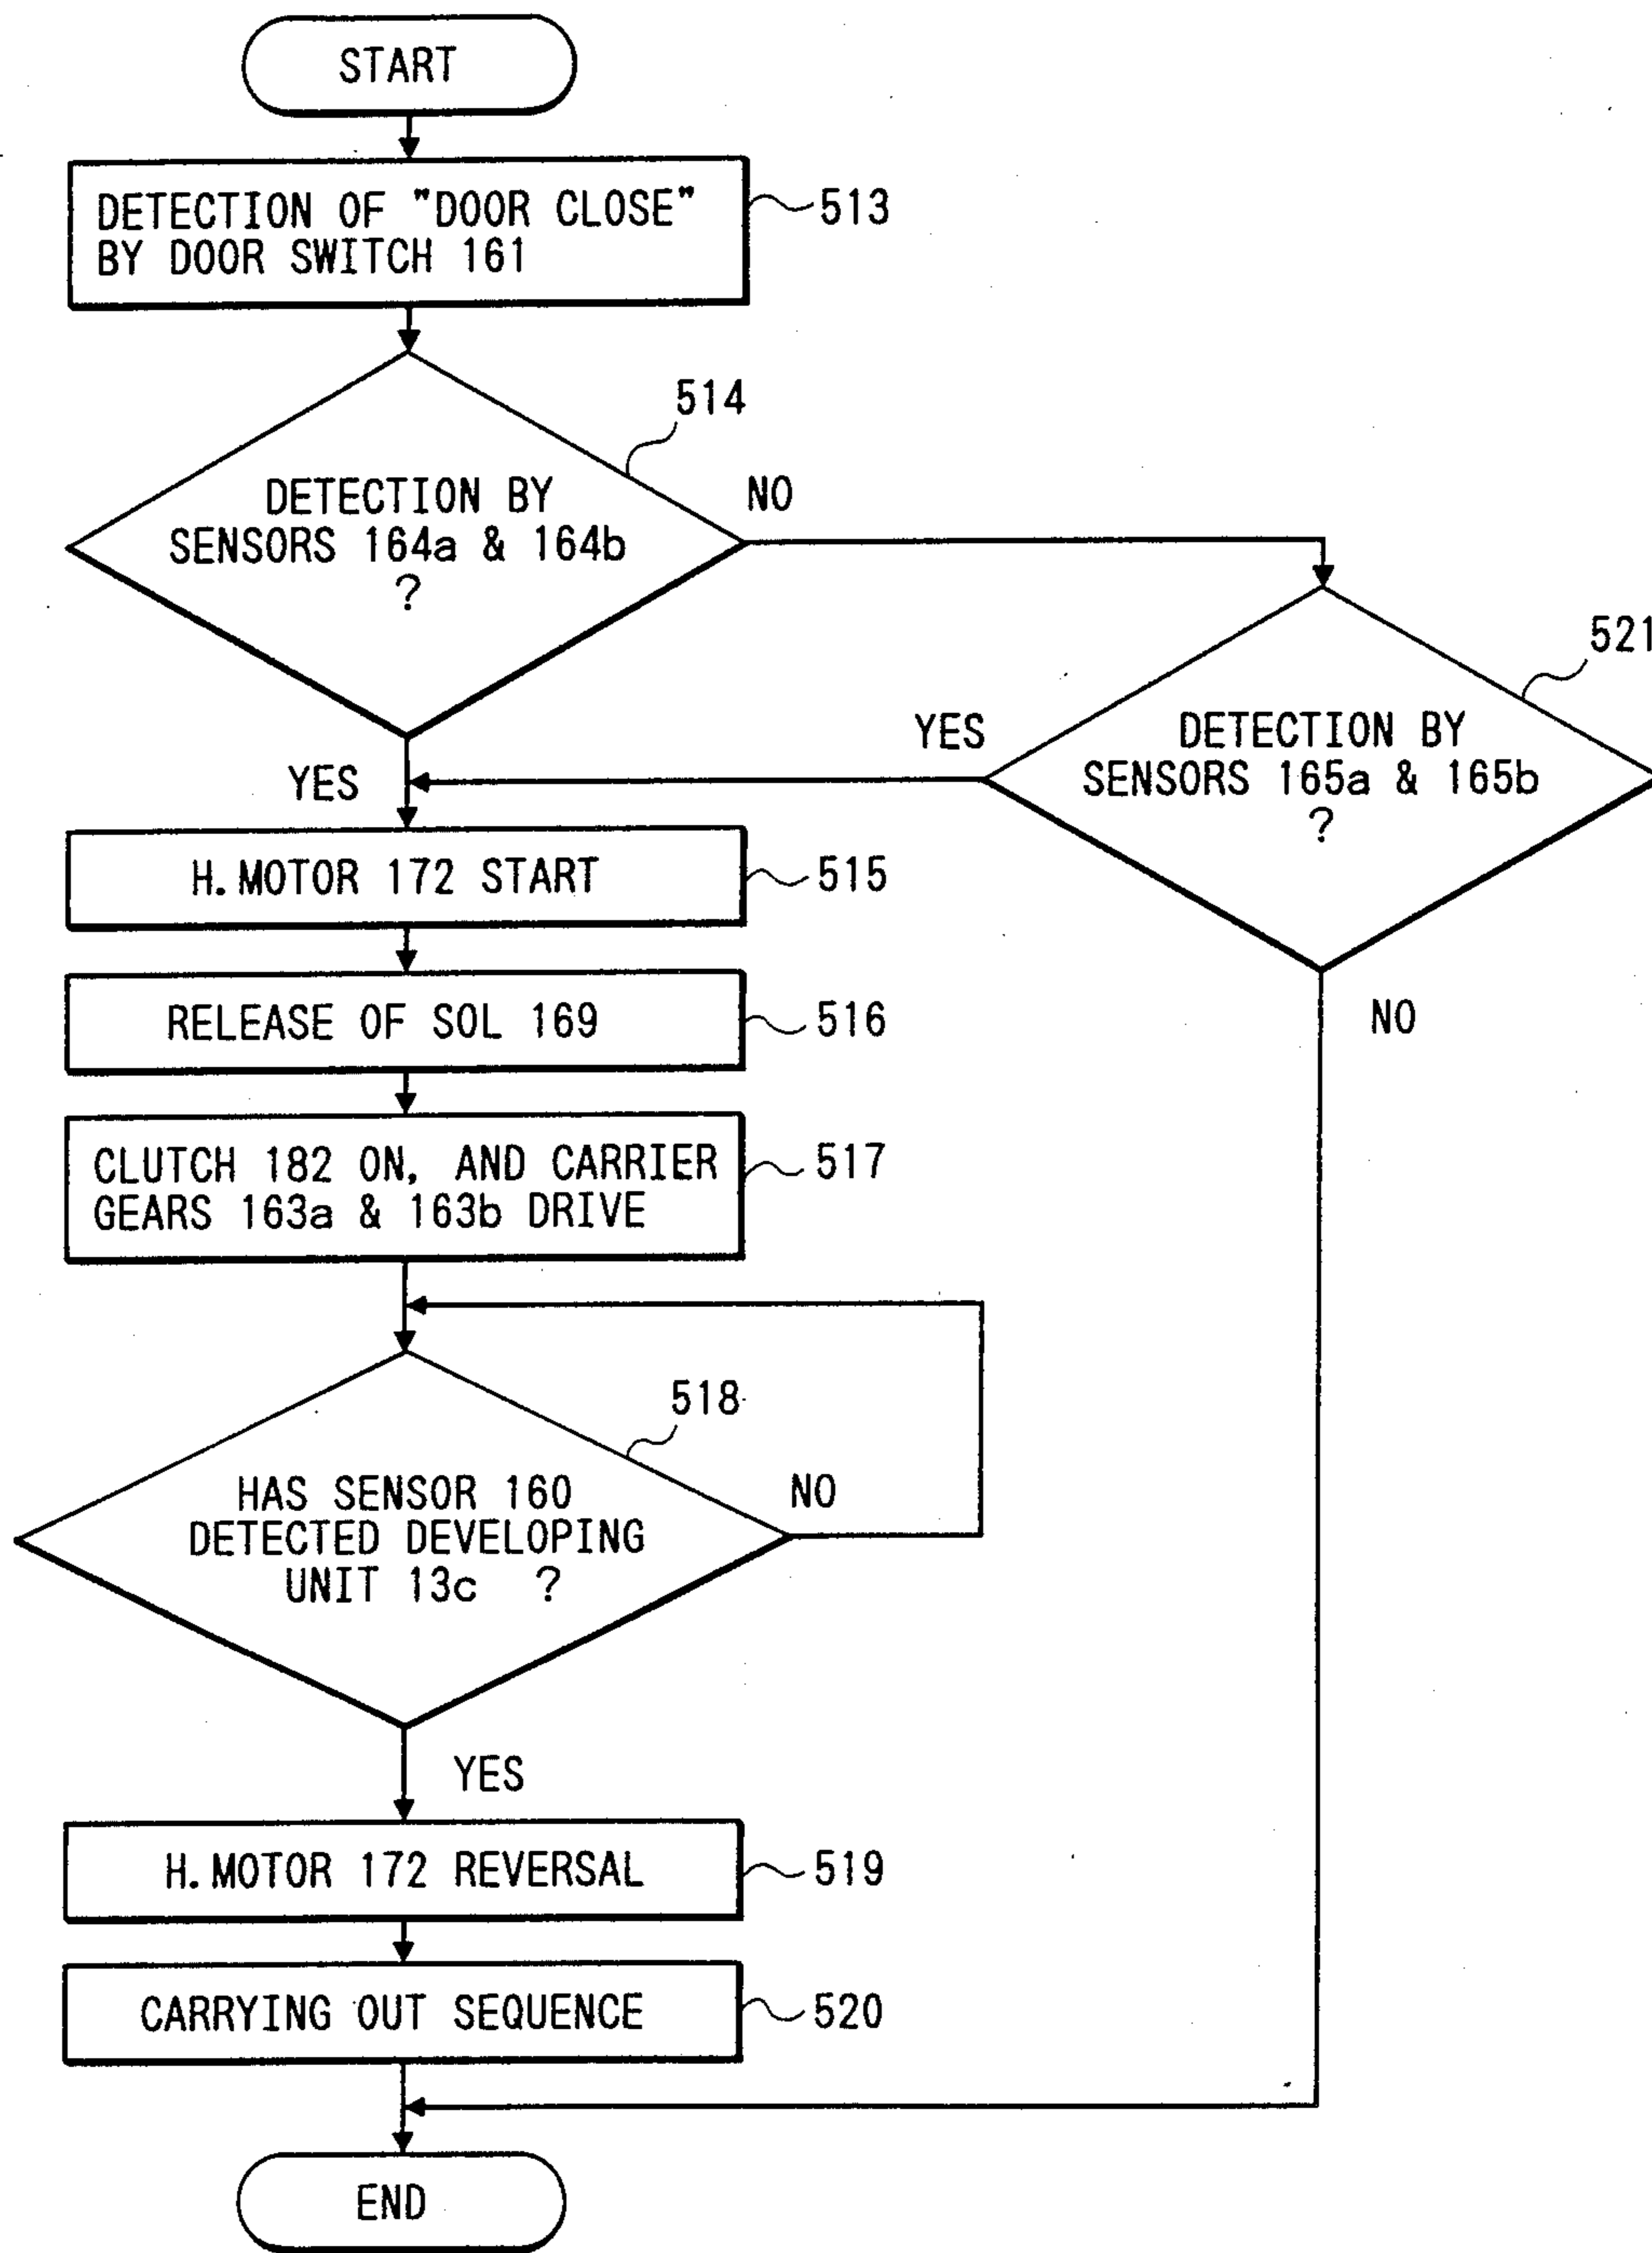 START
DETECTION OF "DOOR CLOSE"
BY DOOR SWITCH 161
513
514
DETECTION BY
SENSORS 164a & 164b
?
NO
521
DETECTION BY
SENSORS 165a & 165b
?
YES
NO
YES
H. MOTOR 172 START
515
RELEASE OF SOL 169
516
CLUTCH 182 ON, AND CARRIER
GEARS 163a & 163b DRIVE
517
518
HAS SENSOR 160
DETECTED DEVELOPING
UNIT 13c ?
NO
YES
H. MOTOR 172 REVERSAL
519
CARRYING OUT SEQUENCE
520
END